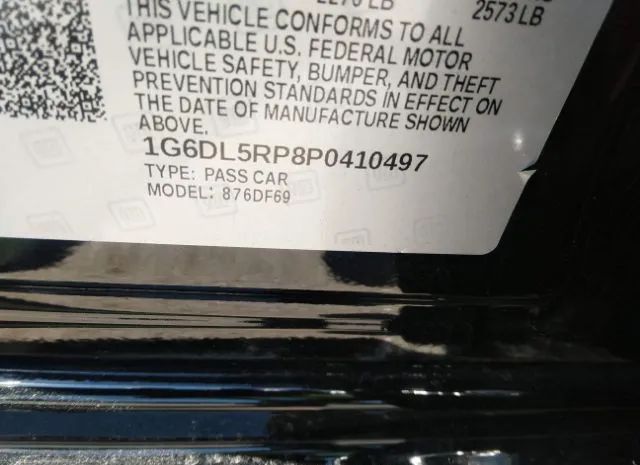 2573 LB
THIS VEHICLE CONFORMS TO ALL
APPLICABLE U.S. FEDERAL MOTOR
VEHICLE SAFETY, BUMPER, AND THEFT
PREVENTION STANDARDS IN EFFECT ON
THE DATE OF MANUFACTURE SHOWN
ABOVE.
1G6DL5RP8P0410497
TYPE: PASS CAR
MODEL: 876DF69